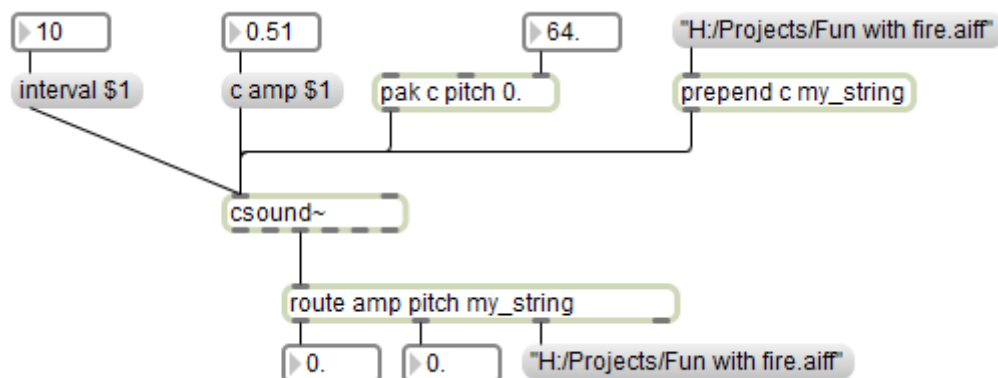 10
0.51
64.
"H:/Projects/Fun with fire.aiff"
interval $1
c amp $1
pak c pitch 0.
prepend c my_string
csound~
route amp pitch my_string
0.
0.
"H:/Projects/Fun with fire.aiff"